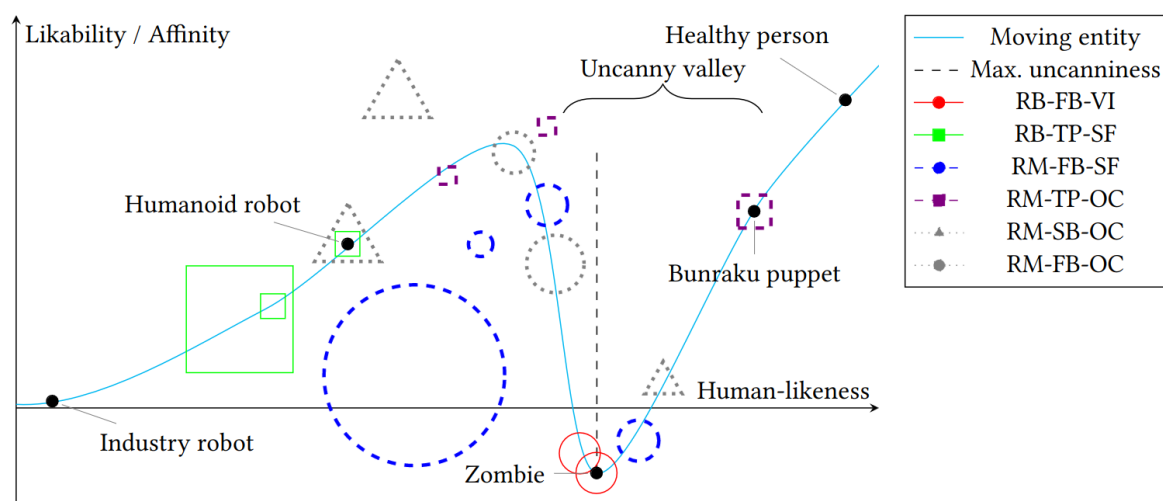 Likability / Affinity
Healthy person
Uncanny valley
Humanoid robot
Bunraku puppet
Human-likeness
Industry robot
Zombie
Moving entity
Max. uncanniness
RB-FB-VI
RB-TP-SF
RM-FB-SF
RM-TP-OC
RM-SB-OC
RM-FB-OC